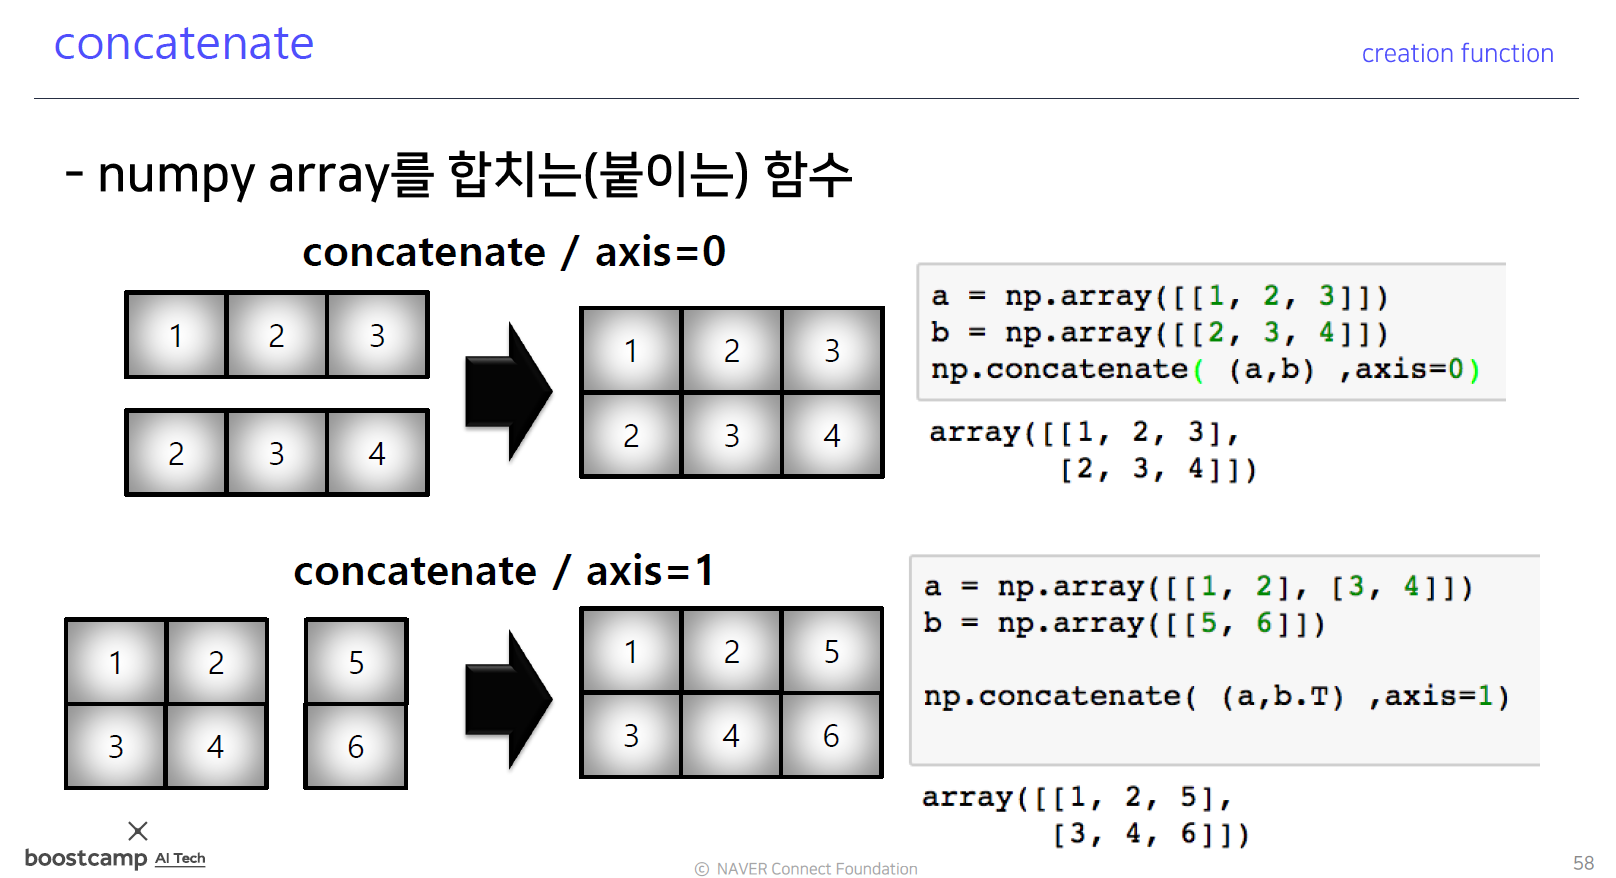 concatenate
creation function
- numpy array를 합치는(붙이는) 함수
concatenate / axis=0
1 2 3
2 3 4
1 2 3
2 3 4
a = np.array([[1, 2, 3]])
b = np.array([[2, 3, 4]])
np.concatenate( (a,b) ,axis=0)
array([[1, 2, 3],
       [2, 3, 4]])
concatenate / axis=1
1 2
3 4
5
6
1 2 5
3 4 6
a = np.array([[1, 2], [3, 4]])
b = np.array([[5, 6]])
np.concatenate( (a,b.T) ,axis=1)
array([[1, 2, 5],
       [3, 4, 6]])
boostcamp AI Tech
© NAVER Connect Foundation
58